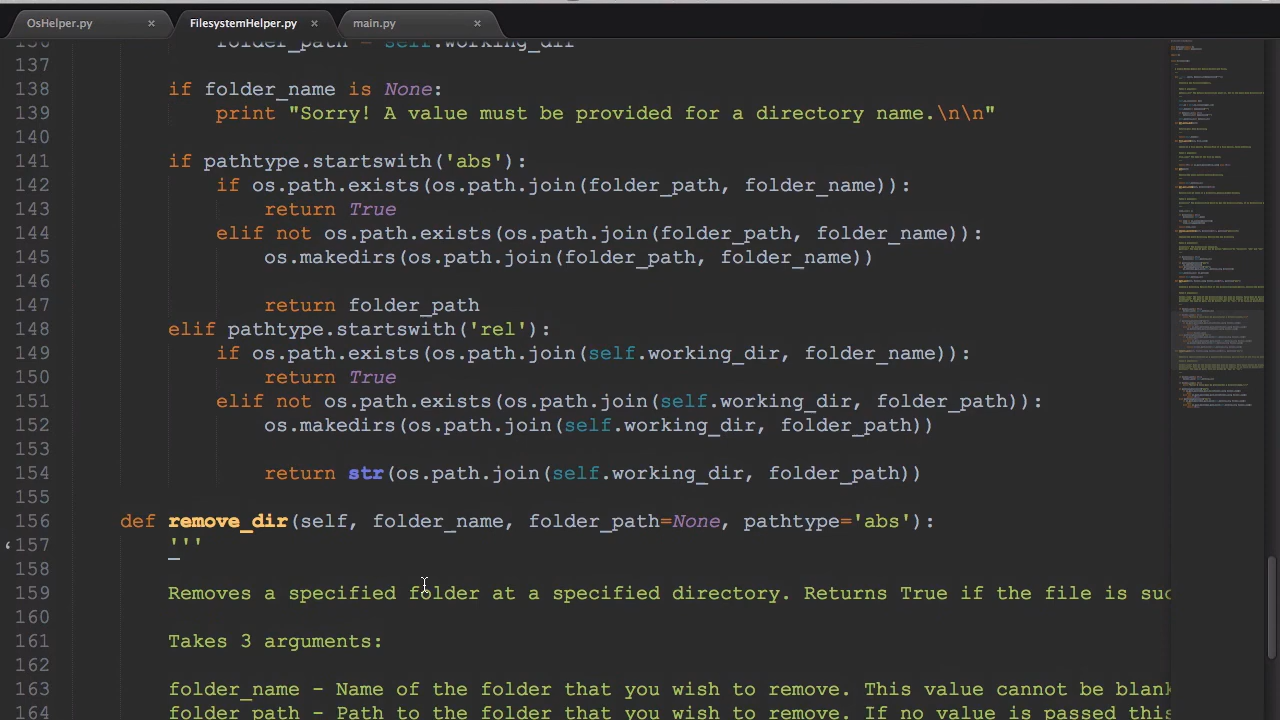 OsHelper.py × FilesystemHelper.py × main.py ×
136 folder_path = self.working_dir
137
138 if folder_name is None:
139 print "Sorry! A value must be provided for a directory name.\n\n"
140
141 if pathtype.startswith('abs'):
142 if os.path.exists(os.path.join(folder_path, folder_name)):
143 return True
144 elif not os.path.exists(os.path.join(folder_path, folder_name)):
145 os.makedirs(os.path.join(folder_path, folder_name))
146
147 return folder_path
148 elif pathtype.startswith('rel'):
149 if os.path.exists(os.path.join(self.working_dir, folder_name)):
150 return True
151 elif not os.path.exists(os.path.join(self.working_dir, folder_path)):
152 os.makedirs(os.path.join(self.working_dir, folder_path))
153
154 return str(os.path.join(self.working_dir, folder_path))
155
156 def remove_dir(self, folder_name, folder_path=None, pathtype='abs'):
157 '''
158
159 Removes a specified folder at a specified directory. Returns True if the file is suc
160
161 Takes 3 arguments:
162
163 folder_name - Name of the folder that you wish to remove. This value cannot be blank
164 folder_path - Path to the folder that you wish to remove. If no value is passed this